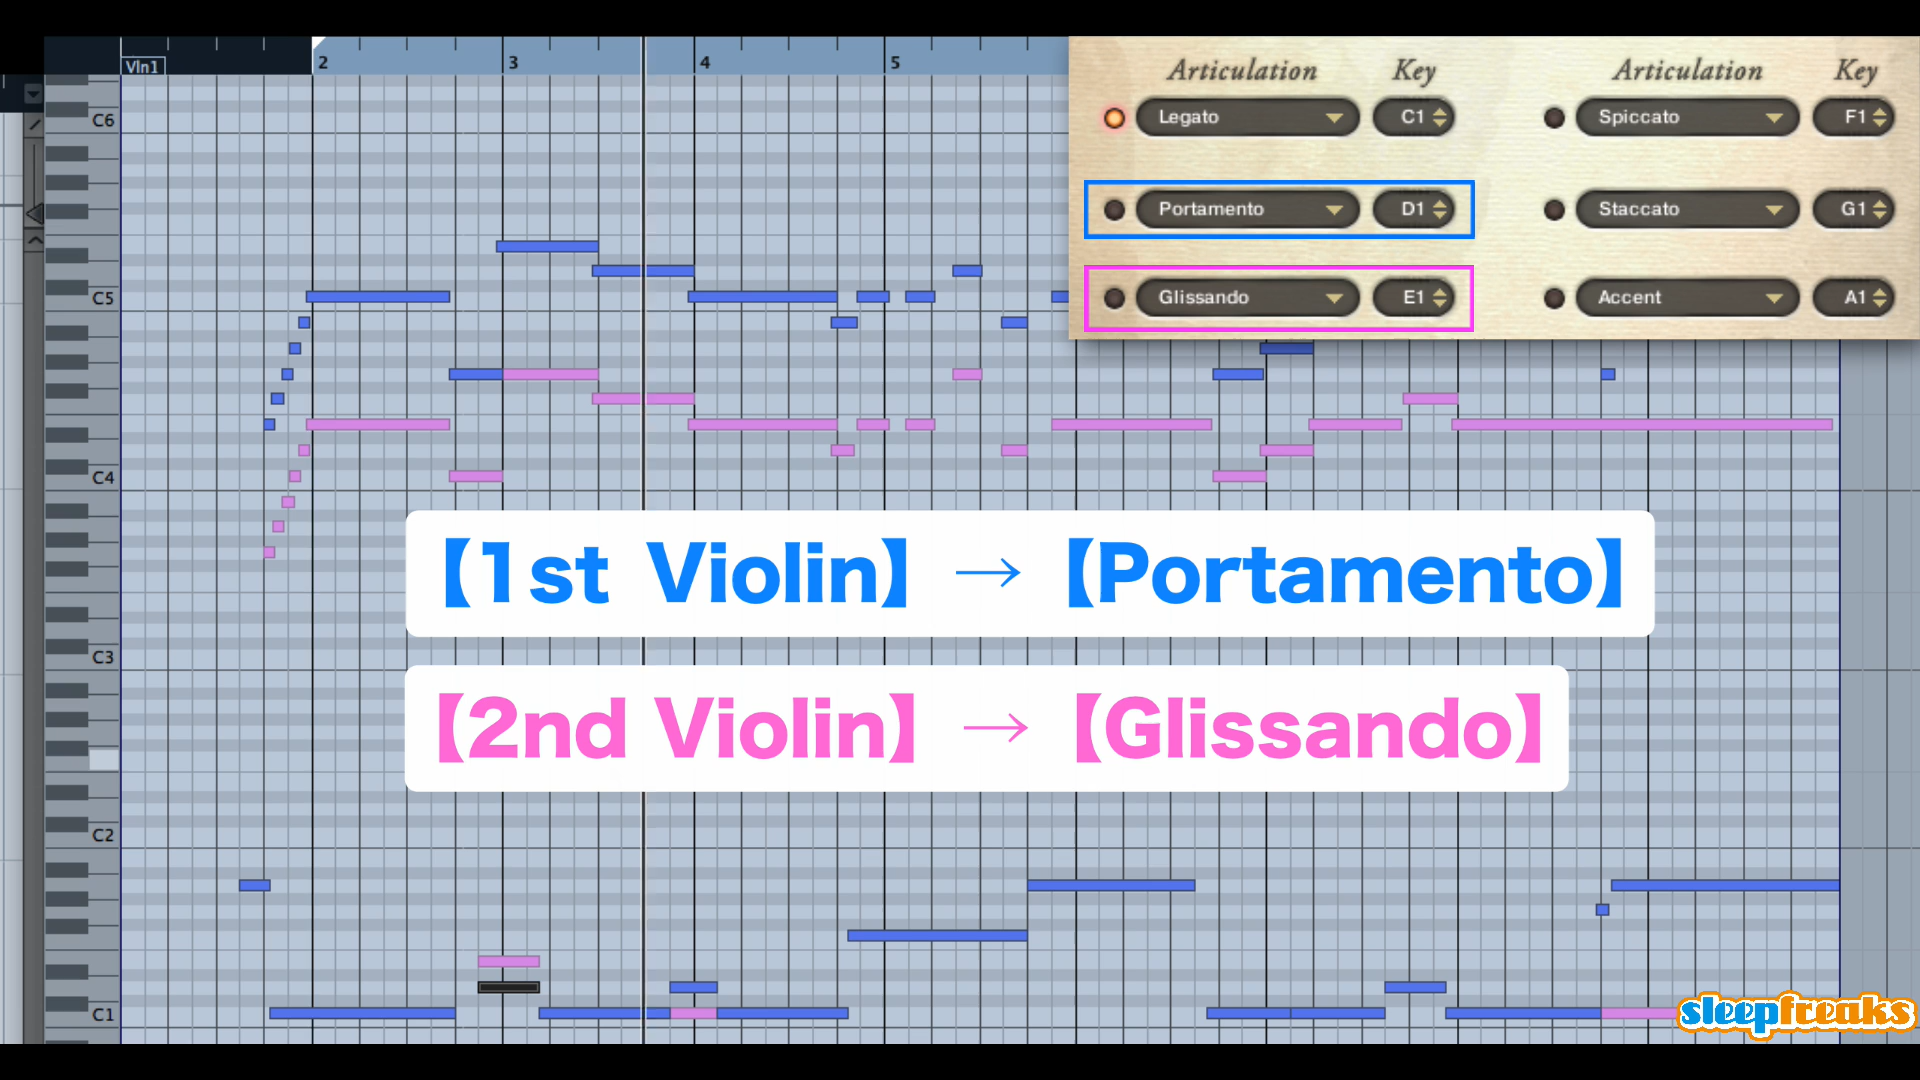 Vln1
2 3 4 5
Articulation Key Articulation Key
Legato C1 Spiccato F1
Portamento D1 Staccato G1
Glissando E1 Accent A1
C6
C5
C4
C3
C2
C1
【1st Violin】→【Portamento】
【2nd Violin】→【Glissando】
sleepfreaks